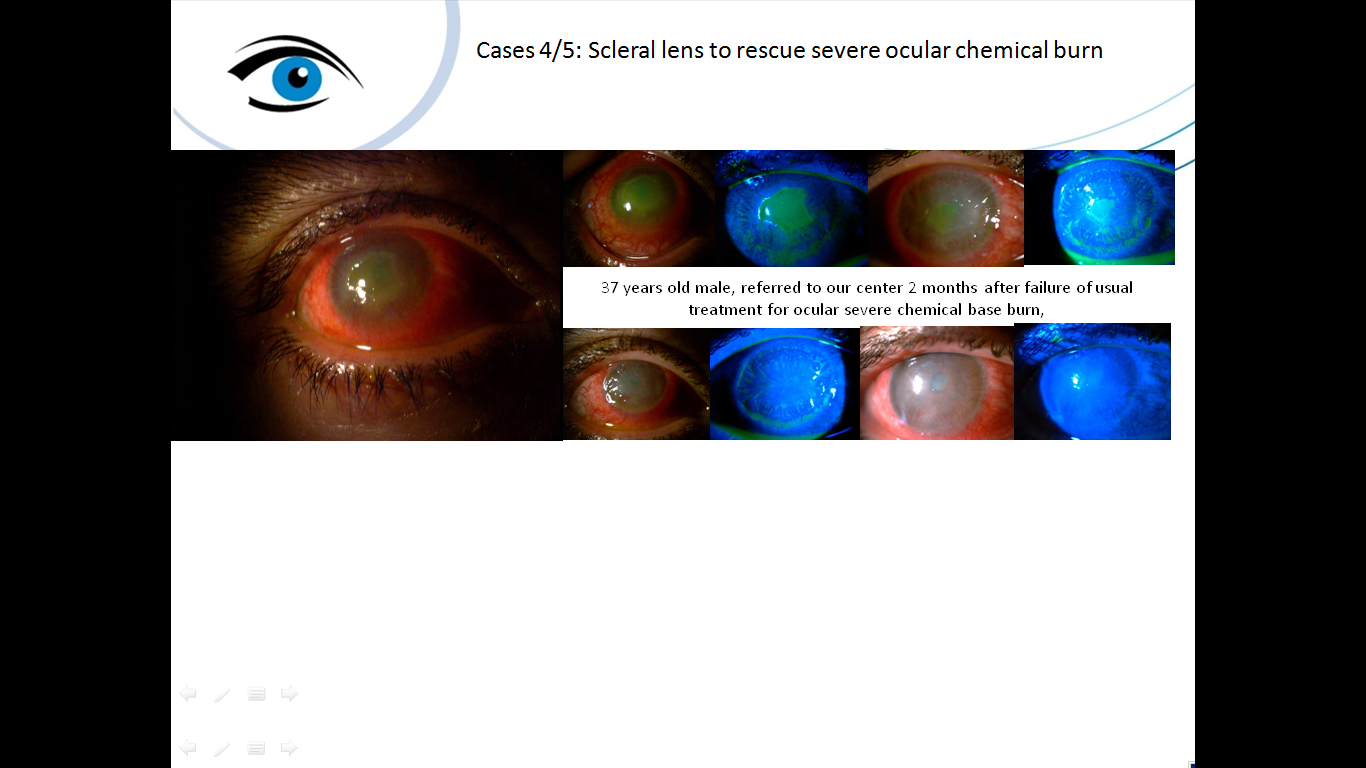 Cases 4/5: Scleral lens to rescue severe ocular chemical burn
37 years old male, referred to our center 2 months after failure of usual
treatment for ocular severe chemical base burn,